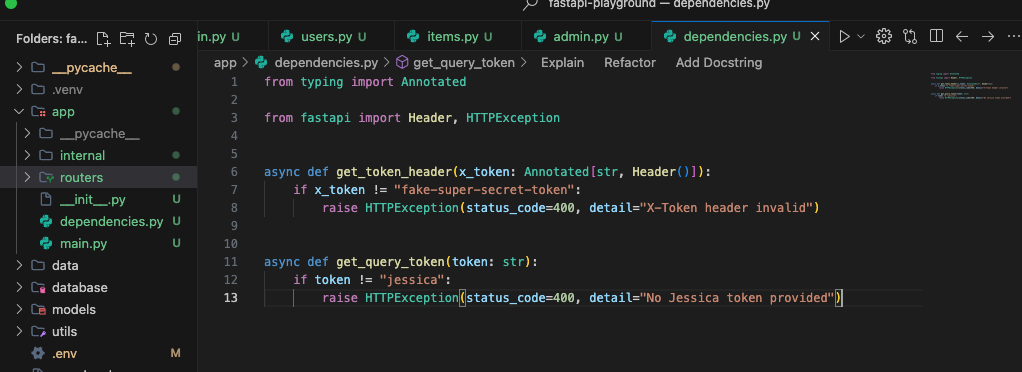 fastapi-playground — dependencies.py
Folders: fa...
in.py U
users.py U
items.py U
admin.py U
dependencies.py U
app > dependencies.py > get_query_token > Explain Refactor Add Docstring
__pycache__
.venv
app
__pycache__
internal
routers
__init__.py U
dependencies.py U
main.py U
data
database
models
utils
.env M
1 from typing import Annotated
2
3 from fastapi import Header, HTTPException
4
5
6 async def get_token_header(x_token: Annotated[str, Header()]):
7 if x_token != "fake-super-secret-token":
8 raise HTTPException(status_code=400, detail="X-Token header invalid")
9
10
11 async def get_query_token(token: str):
12 if token != "jessica":
13 raise HTTPException(status_code=400, detail="No Jessica token provided")